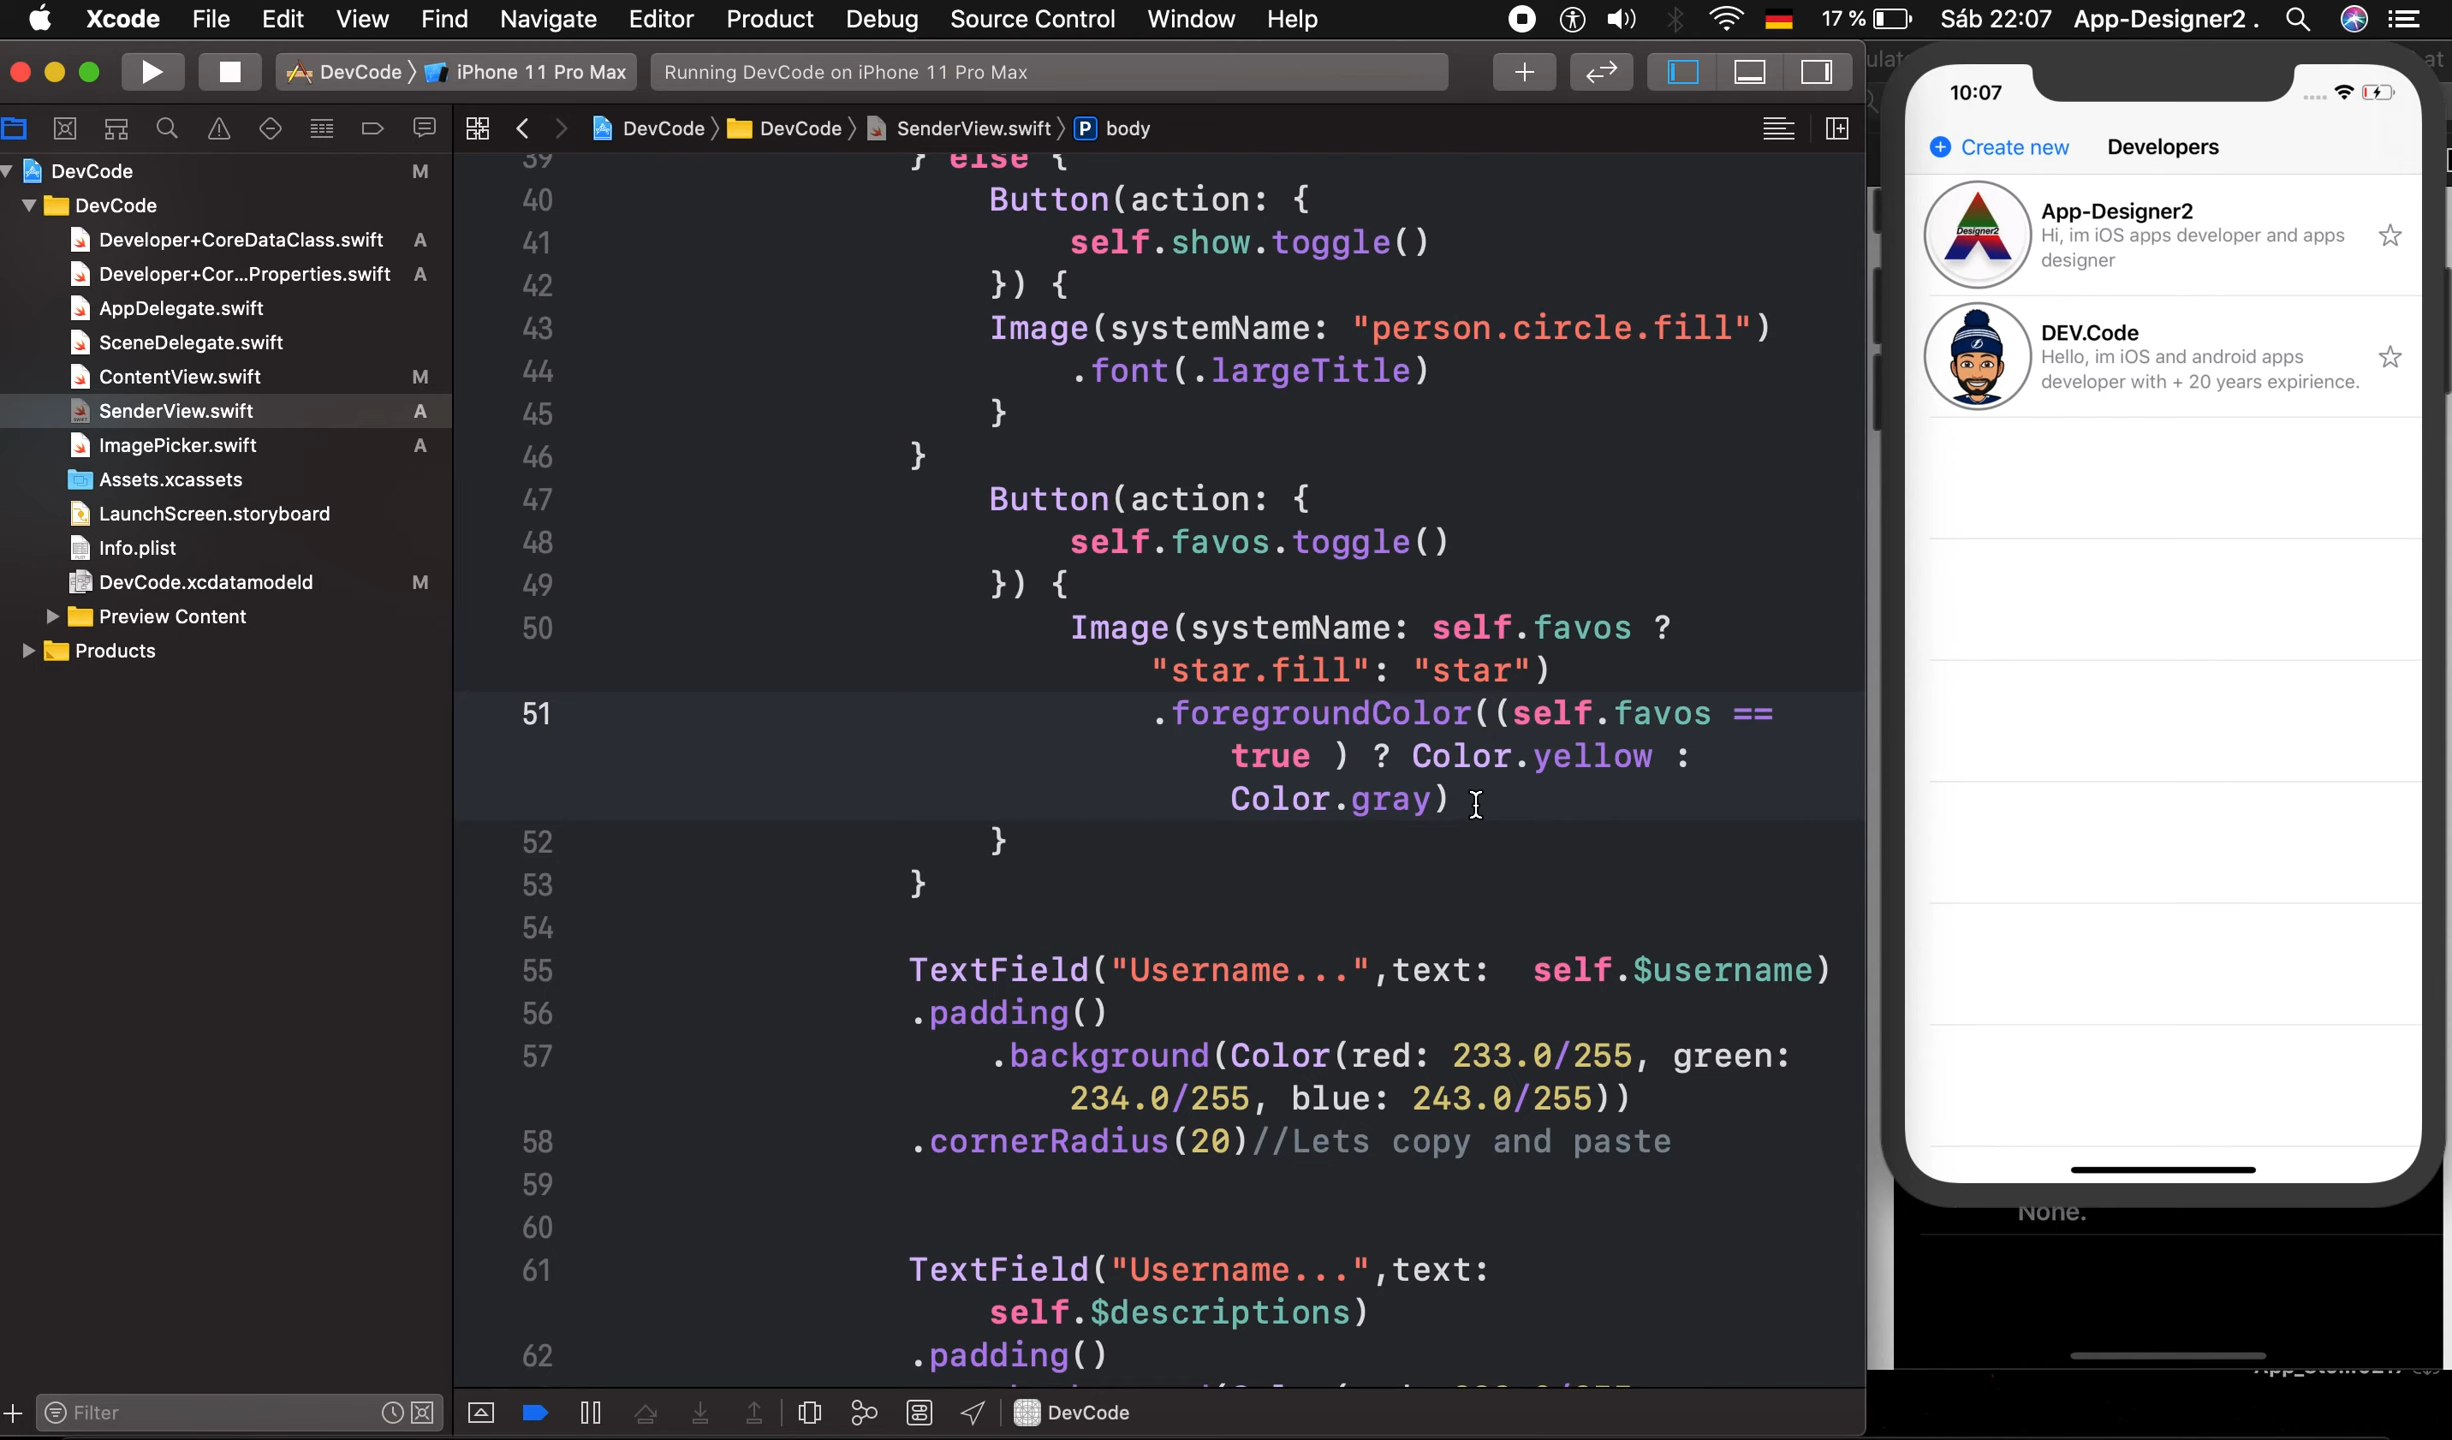 Xcode File Edit View Find Navigate Editor Product Debug Source Control Window Help 17 % Sáb 22:07 App-Designer2 .
DevCode iPhone 11 Pro Max Running DevCode on iPhone 11 Pro Max
DevCode DevCode SenderView.swift P body
DevCode M
DevCode
Developer+CoreDataClass.swift A
Developer+Cor...Properties.swift A
AppDelegate.swift
SceneDelegate.swift
ContentView.swift M
SenderView.swift A
ImagePicker.swift A
Assets.xcassets
LaunchScreen.storyboard
Info.plist
DevCode.xcdatamodeld M
Preview Content
Products
Filter
39 } else {
40 Button(action: {
41 self.show.toggle()
42 }) {
43 Image(systemName: "person.circle.fill")
44 .font(.largeTitle)
45 }
46 }
47 Button(action: {
48 self.favos.toggle()
49 }) {
50 Image(systemName: self.favos ?
"star.fill": "star")
51 .foregroundColor((self.favos ==
true ) ? Color.yellow :
Color.gray)
52 }
53 }
54
55 TextField("Username...",text:  self.$username)
56 .padding()
57 .background(Color(red: 233.0/255, green:
234.0/255, blue: 243.0/255))
58 .cornerRadius(20)//Lets copy and paste
59
60
61 TextField("Username...",text:
self.$descriptions)
62 .padding()
DevCode
10:07
Create new Developers
Designer2
App-Designer2
Hi, im iOS apps developer and apps
designer
DEV.Code
Hello, im iOS and android apps
developer with + 20 years expirience.
None.